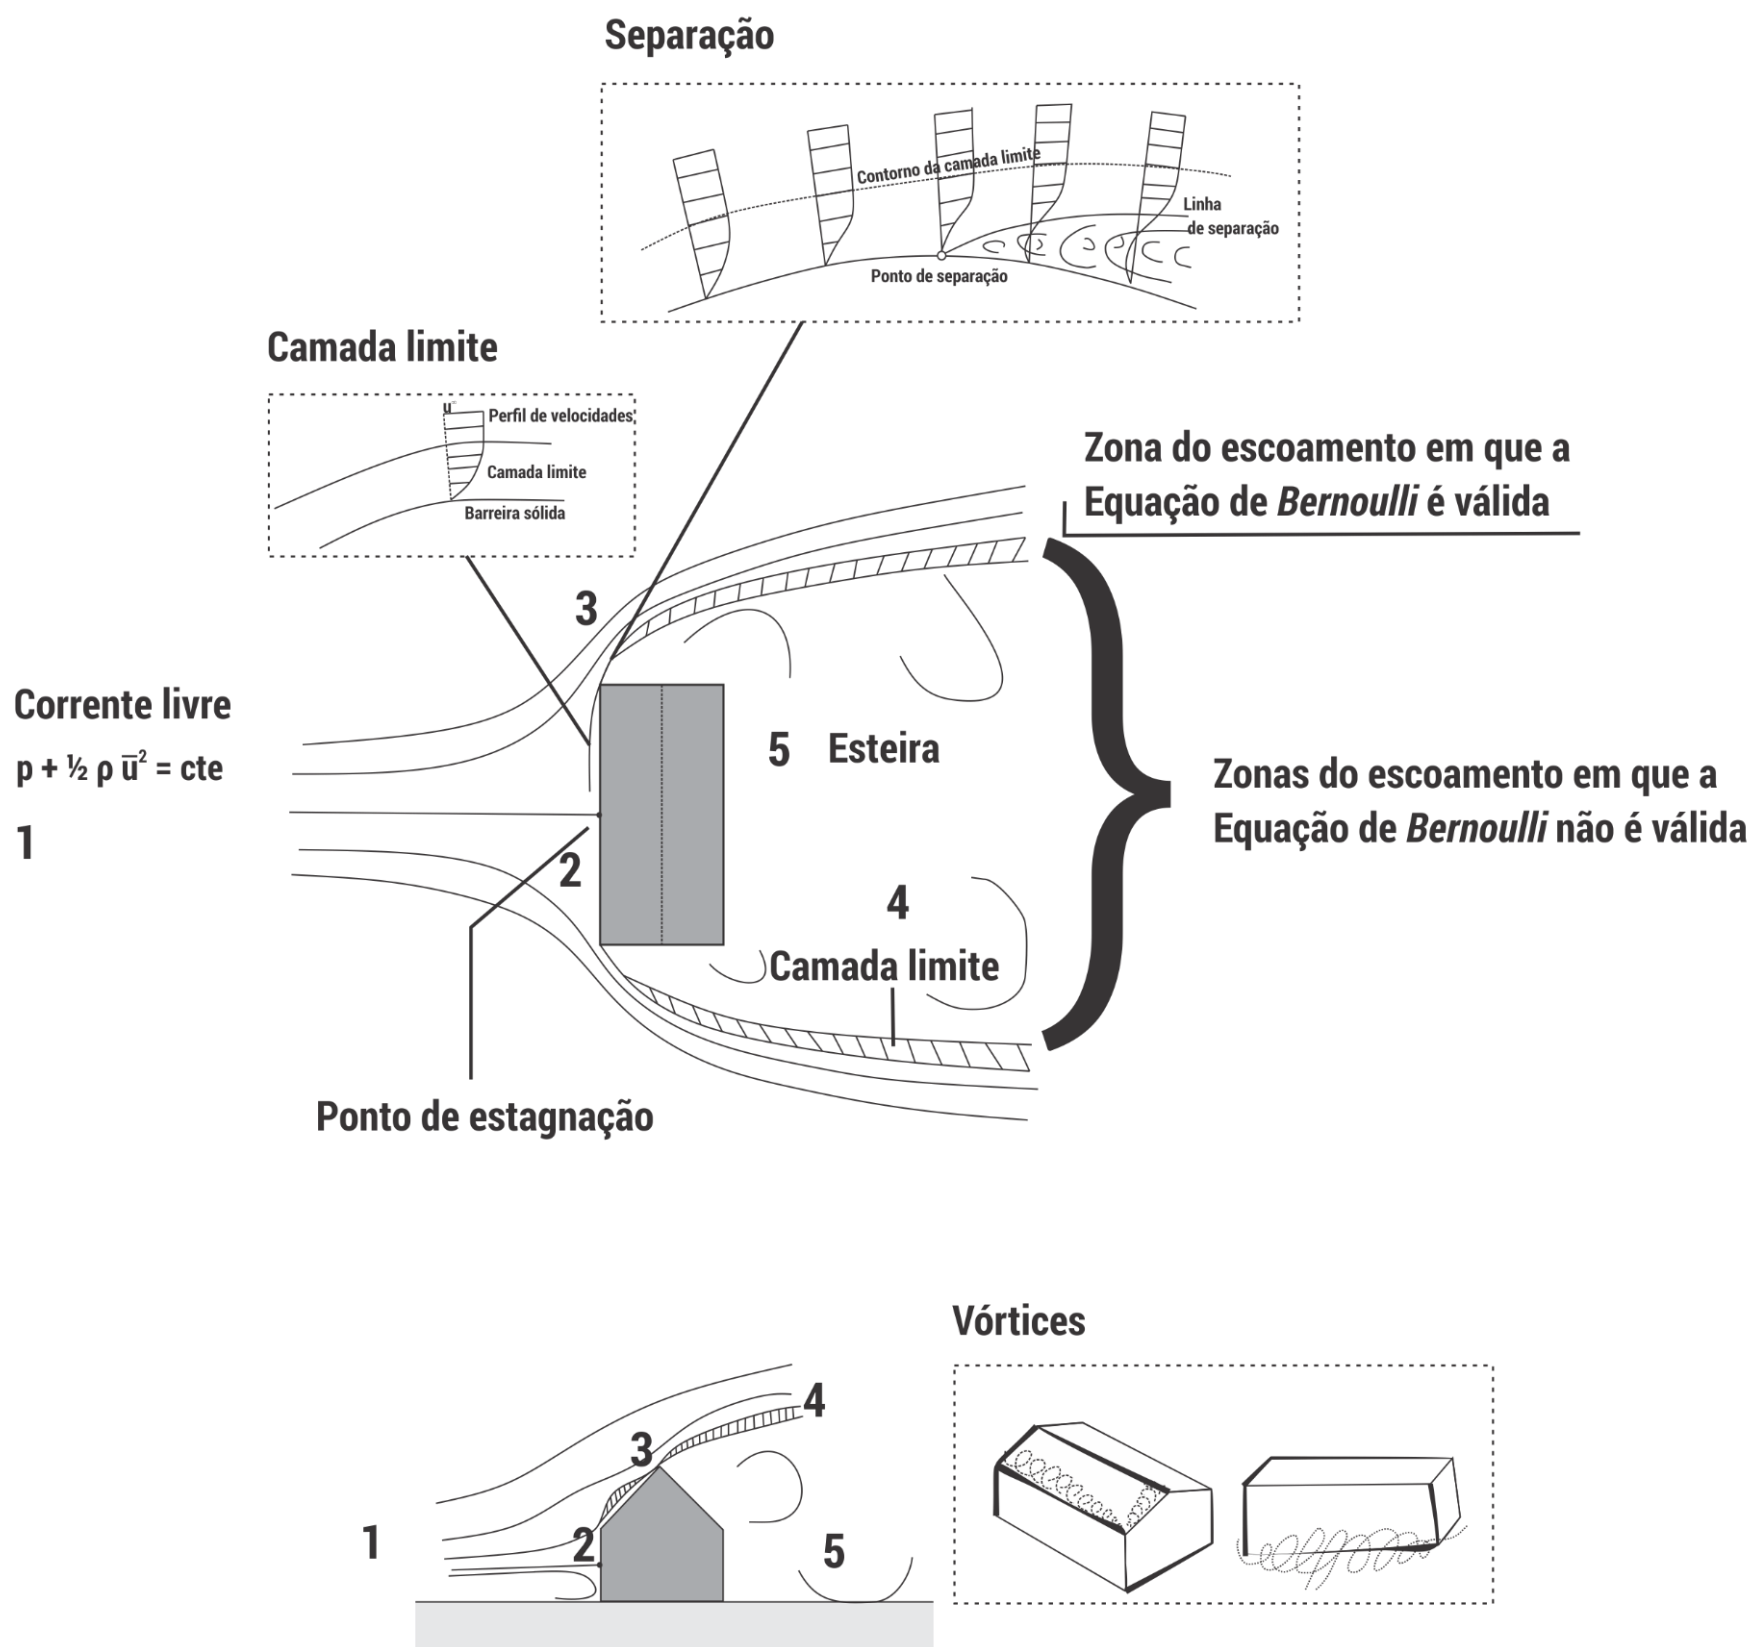 Separação
Contorno da camada limite
Linha
de separação
Ponto de separação
Camada limite
u
Perfil de velocidades
Camada limite
Barreira sólida
Zona do escoamento em que a
Equação de Bernoulli é válida
3
Corrente livre
p + ½ ρ u̅² = cte
1
5 Esteira
Zonas do escoamento em que a
Equação de Bernoulli não é válida
2
4
Camada limite
Ponto de estagnação
Vórtices
4
3
1
2
5